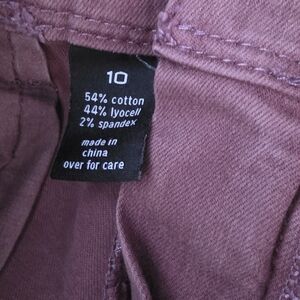 10
54% cotton
44% lyocell
2% spandex
made in
china
over for care